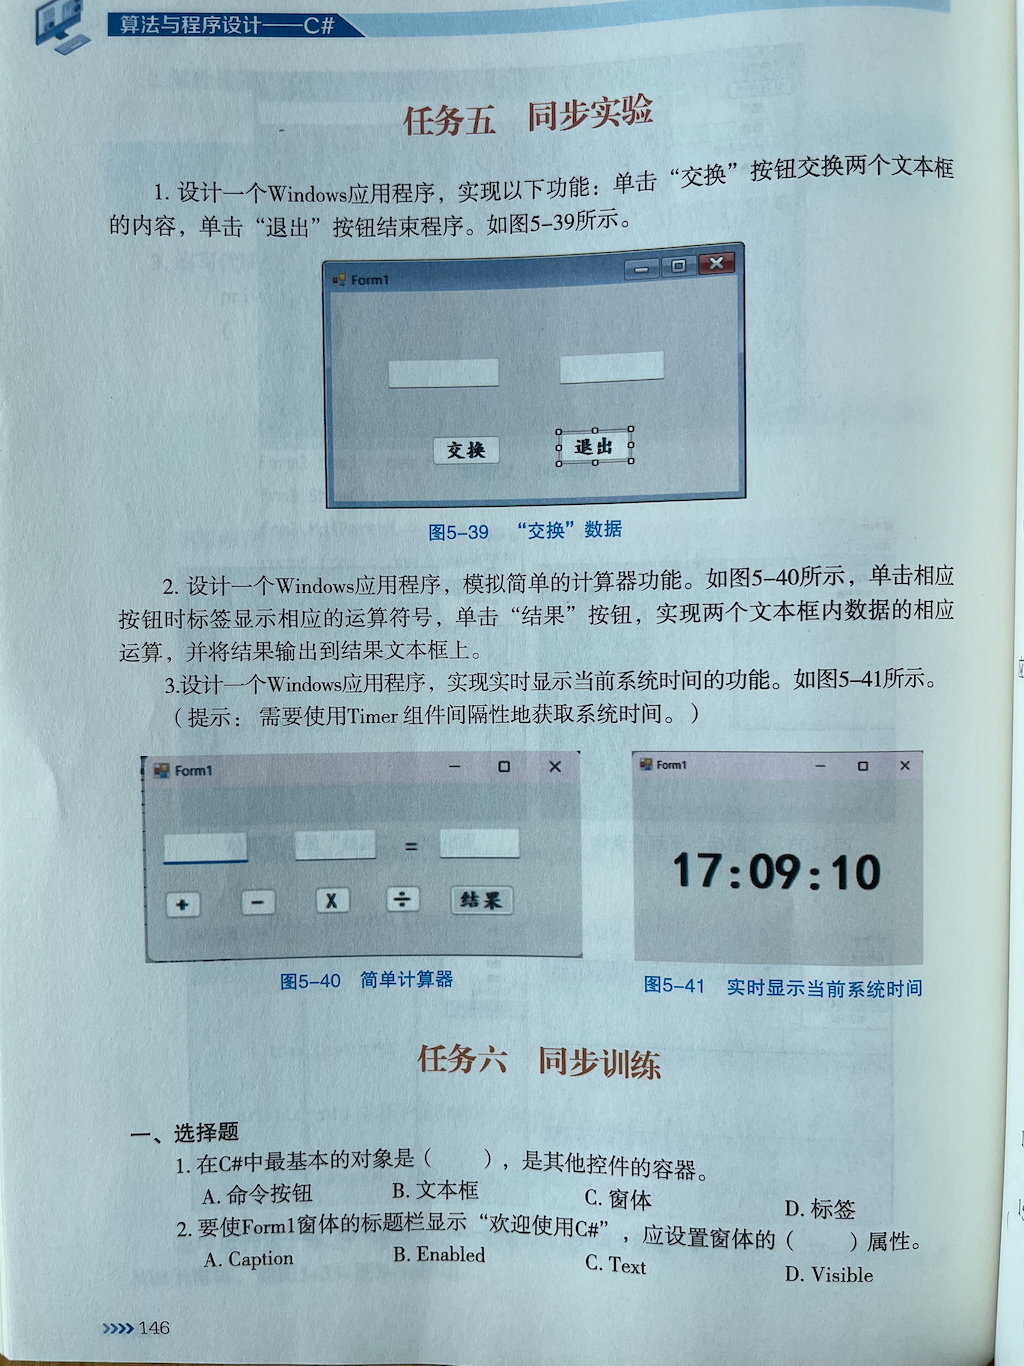 算法与程序设计——C#
任务五 同步实验
1. 设计一个Windows应用程序，实现以下功能：单击“交换”按钮交换两个文本框
的内容，单击“退出”按钮结束程序。如图5-39所示。
Form1
交换 退出
图5-39 “交换”数据
2. 设计一个Windows应用程序，模拟简单的计算器功能。如图5-40所示，单击相应
按钮时标签显示相应的运算符号，单击“结果”按钮，实现两个文本框内数据的相应
运算，并将结果输出到结果文本框上。
3.设计一个Windows应用程序，实现实时显示当前系统时间的功能。如图5-41所示。
（提示：需要使用Timer 组件间隔性地获取系统时间。）
Form1
=
+ － X ÷ 结果
图5-40 简单计算器
Form1
17:09:10
图5-41 实时显示当前系统时间
任务六 同步训练
一、选择题
1. 在C#中最基本的对象是（ ），是其他控件的容器。
A. 命令按钮 B. 文本框 C. 窗体 D. 标签
2. 要使Form1窗体的标题栏显示“欢迎使用C#”，应设置窗体的（ ）属性。
A. Caption B. Enabled C. Text D. Visible
>>>> 146